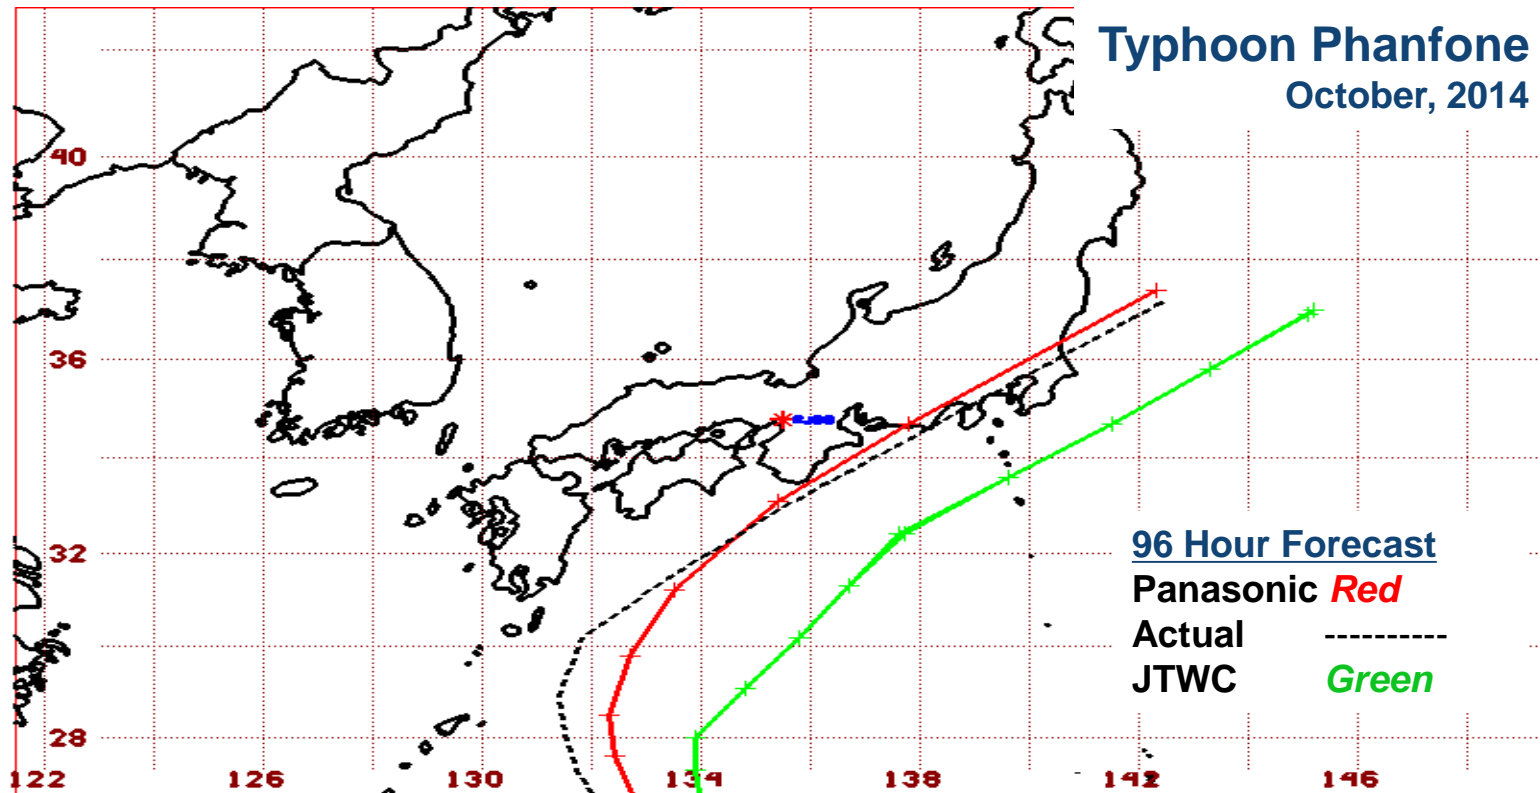 Typhoon Phanfone
October, 2014
40
36
32
28
122 126 130 134 138 142 146
96 Hour Forecast
Panasonic Red
Actual ----------
JTWC Green